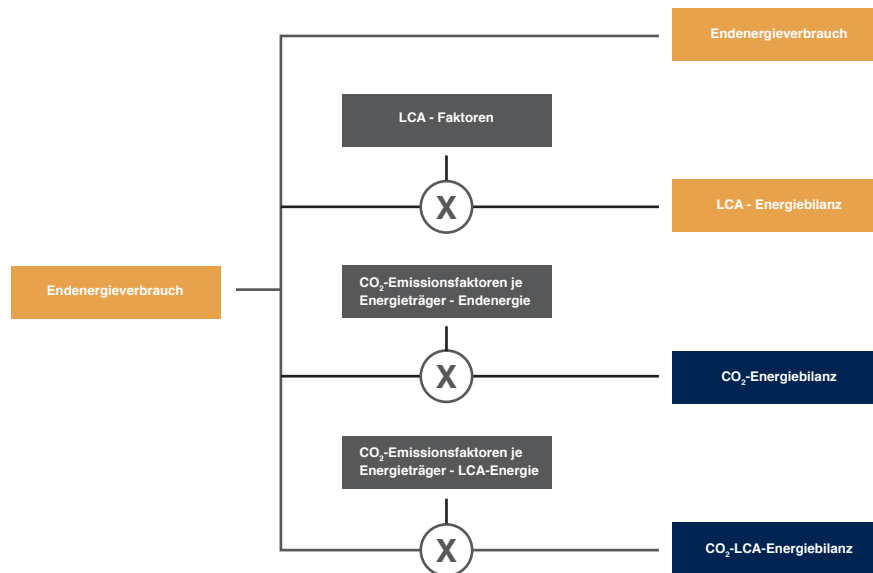 Endenergieverbrauch
LCA - Faktoren
X
LCA - Energiebilanz
Endenergieverbrauch
CO₂-Emissionsfaktoren je
Energieträger - Endenergie
X
CO₂-Energiebilanz
CO₂-Emissionsfaktoren je
Energieträger - LCA-Energie
X
CO₂-LCA-Energiebilanz